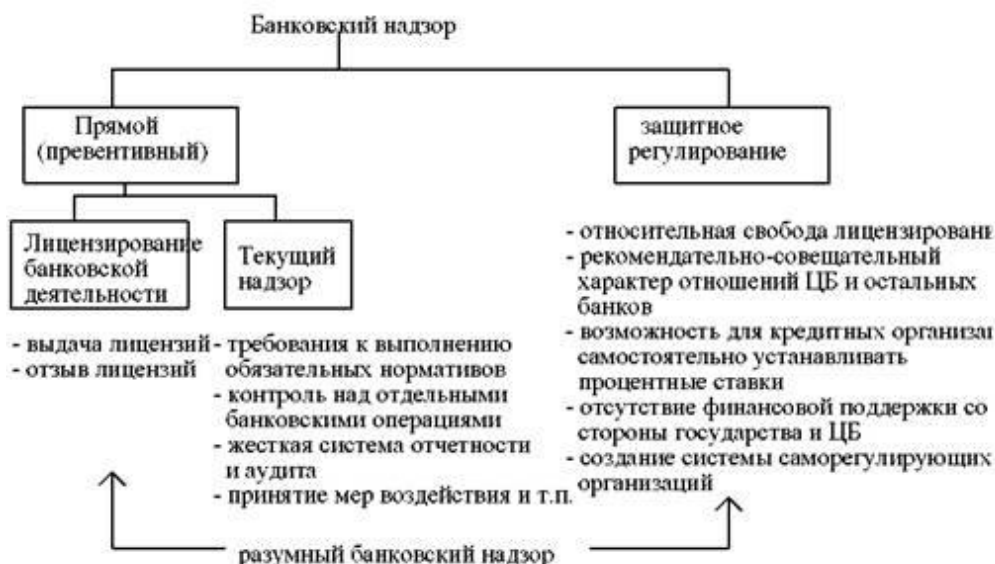 Банковский надзор
Прямой
(превентивный)
защитное
регулирование
Лицензирование
банковской
деятельности
Текущий
надзор
- выдача лицензий
- отзыв лицензий
- требования к выполнению
обязательных нормативов
- контроль над отдельными
банковскими операциями
- жесткая система отчетности
и аудита
- принятие мер воздействия и т.п.
- относительная свобода лицензировани
- рекомендательно-совещательный
характер отношений ЦБ и остальных
банков
- возможность для кредитных организац
самостоятельно устанавливать
процентные ставки
- отсутствие финансовой поддержки со
стороны государства и ЦБ
- создание системы саморегулирующих
организаций
разумный банковский надзор